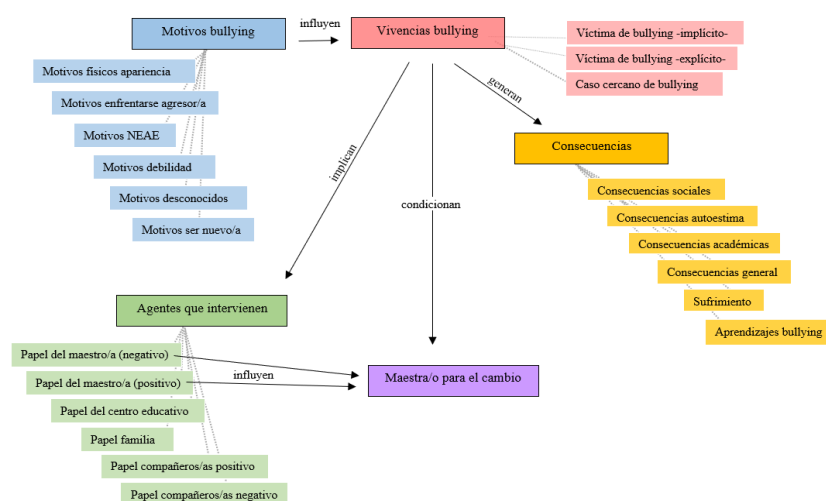 Motivos bullying
influyen
Vivencias bullying
Víctima de bullying -implícito-
Víctima de bullying -explícito-
Caso cercano de bullying
Motivos físicos apariencia
Motivos enfrentarse agresor/a
Motivos NEAE
Motivos debilidad
Motivos desconocidos
Motivos ser nuevo/a
generan
Consecuencias
Consecuencias sociales
Consecuencias autoestima
Consecuencias académicas
Consecuencias general
Sufrimiento
Aprendizajes bullying
implican
condicionan
Agentes que intervienen
Papel del maestro/a (negativo)
Papel del maestro/a (positivo)
Papel del centro educativo
Papel familia
Papel compañeros/as positivo
Papel compañeros/as negativo
influyen
Maestra/o para el cambio